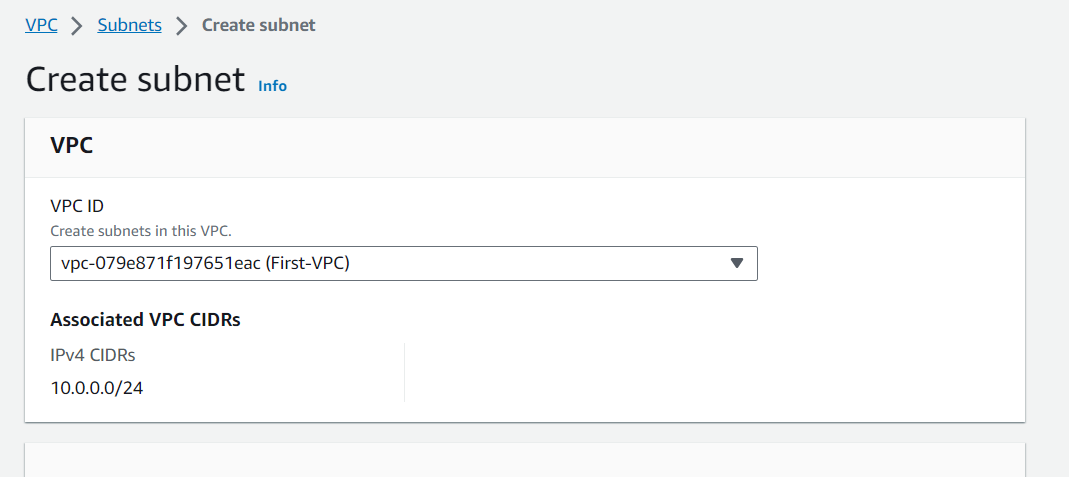 VPC > Subnets > Create subnet
Create subnet Info
VPC
VPC ID
Create subnets in this VPC.
vpc-079e871f197651eac (First-VPC)
Associated VPC CIDRs
IPv4 CIDRs
10.0.0.0/24